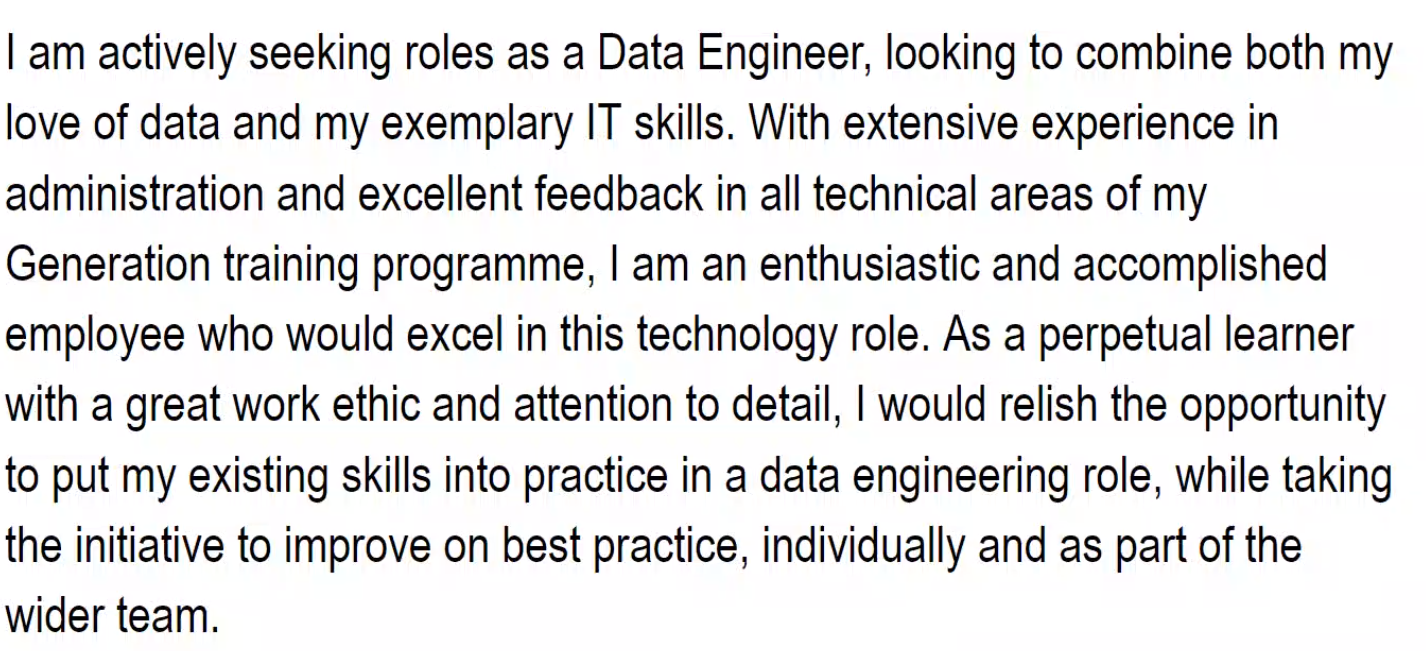 I am actively seeking roles as a Data Engineer, looking to combine both my
love of data and my exemplary IT skills. With extensive experience in
administration and excellent feedback in all technical areas of my
Generation training programme, I am an enthusiastic and accomplished
employee who would excel in this technology role. As a perpetual learner
with a great work ethic and attention to detail, I would relish the opportunity
to put my existing skills into practice in a data engineering role, while taking
the initiative to improve on best practice, individually and as part of the
wider team.